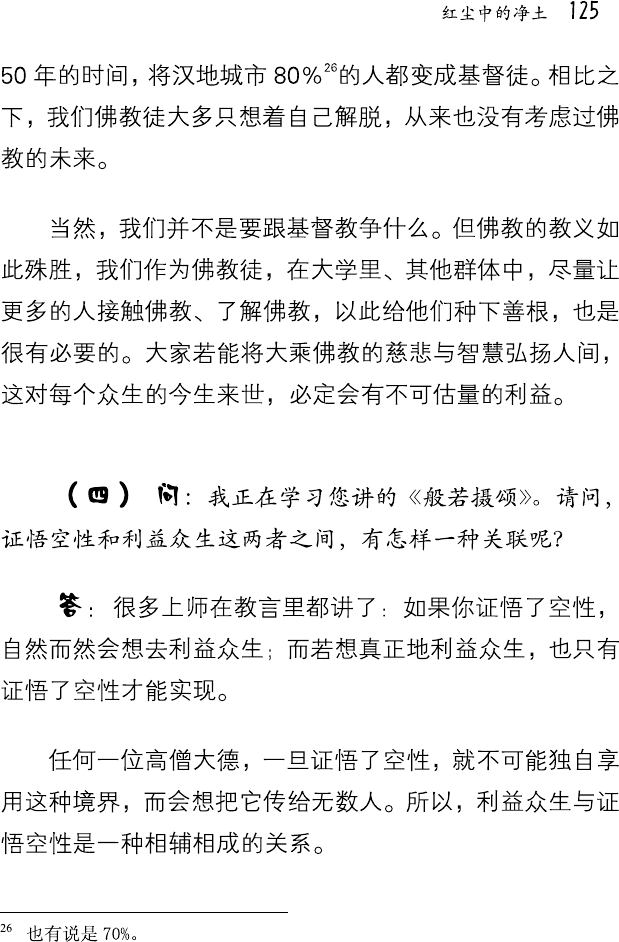 红尘中的净土 125
50 年的时间，将汉地城市 80%26的人都变成基督徒。相比之
下，我们佛教徒大多只想着自己解脱，从来也没有考虑过佛
教的未来。
当然，我们并不是要跟基督教争什么。但佛教的教义如
此殊胜，我们作为佛教徒，在大学里、其他群体中，尽量让
更多的人接触佛教、了解佛教，以此给他们种下善根，也是
很有必要的。大家若能将大乘佛教的慈悲与智慧弘扬人间，
这对每个众生的今生来世，必定会有不可估量的利益。
（四） 问：我正在学习您讲的《般若摄颂》。请问，
证悟空性和利益众生这两者之间，有怎样一种关联呢？
答：很多上师在教言里都讲了：如果你证悟了空性，
自然而然会想去利益众生；而若想真正地利益众生，也只有
证悟了空性才能实现。
任何一位高僧大德，一旦证悟了空性，就不可能独自享
用这种境界，而会想把它传给无数人。所以，利益众生与证
悟空性是一种相辅相成的关系。
26 也有说是 70%。